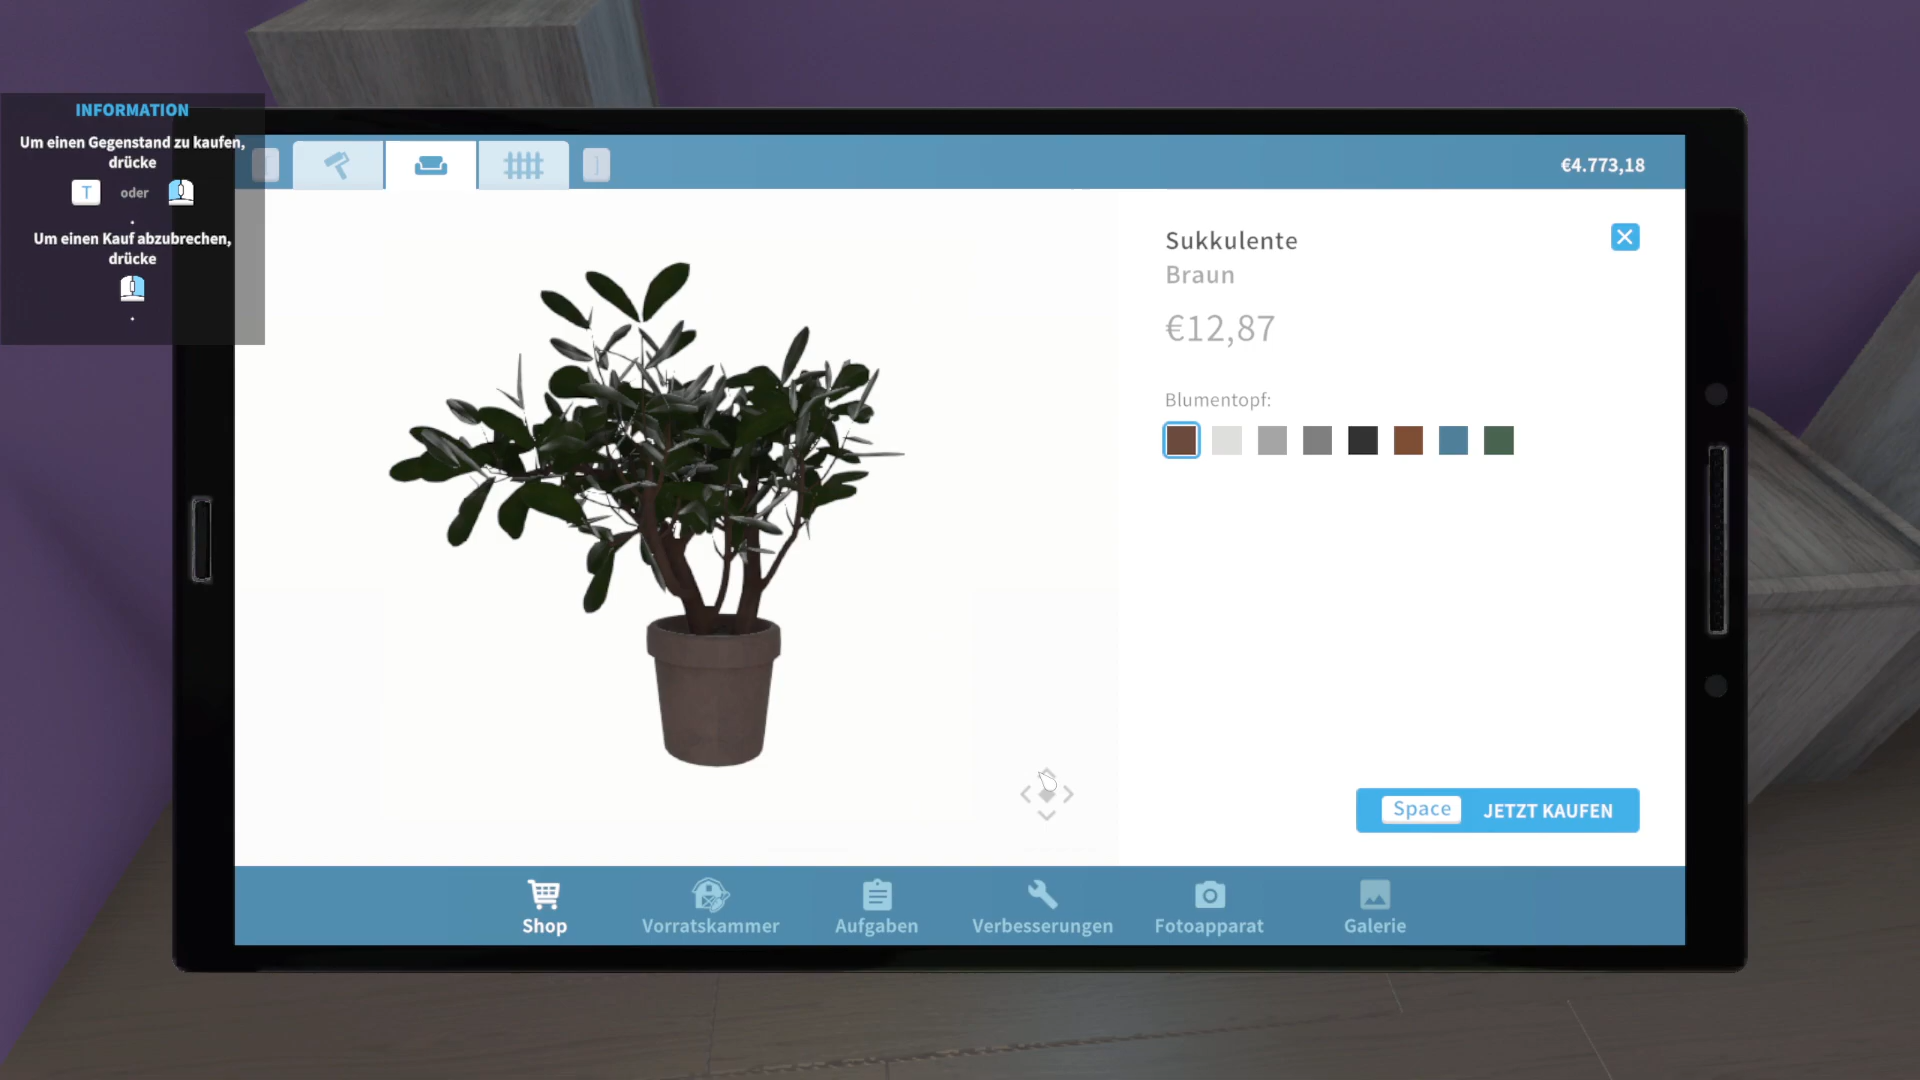 INFORMATION
Um einen Gegenstand zu kaufen,
drücke
T oder
.
Um einen Kauf abzubrechen,
drücke
.
[ ]
€4.773,18
Sukkulente
Braun
€12,87
Blumentopf:
Space JETZT KAUFEN
Shop Vorratskammer Aufgaben Verbesserungen Fotoapparat Galerie